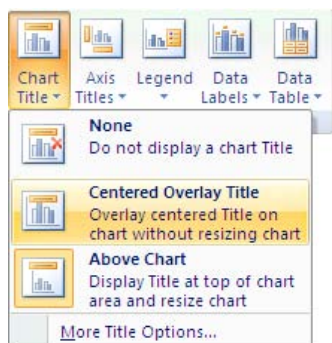 Chart Axis Legend Data Data
Title Titles Labels Table
None
Do not display a chart Title
Centered Overlay Title
Overlay centered Title on
chart without resizing chart
Above Chart
Display Title at top of chart
area and resize chart
More Title Options...